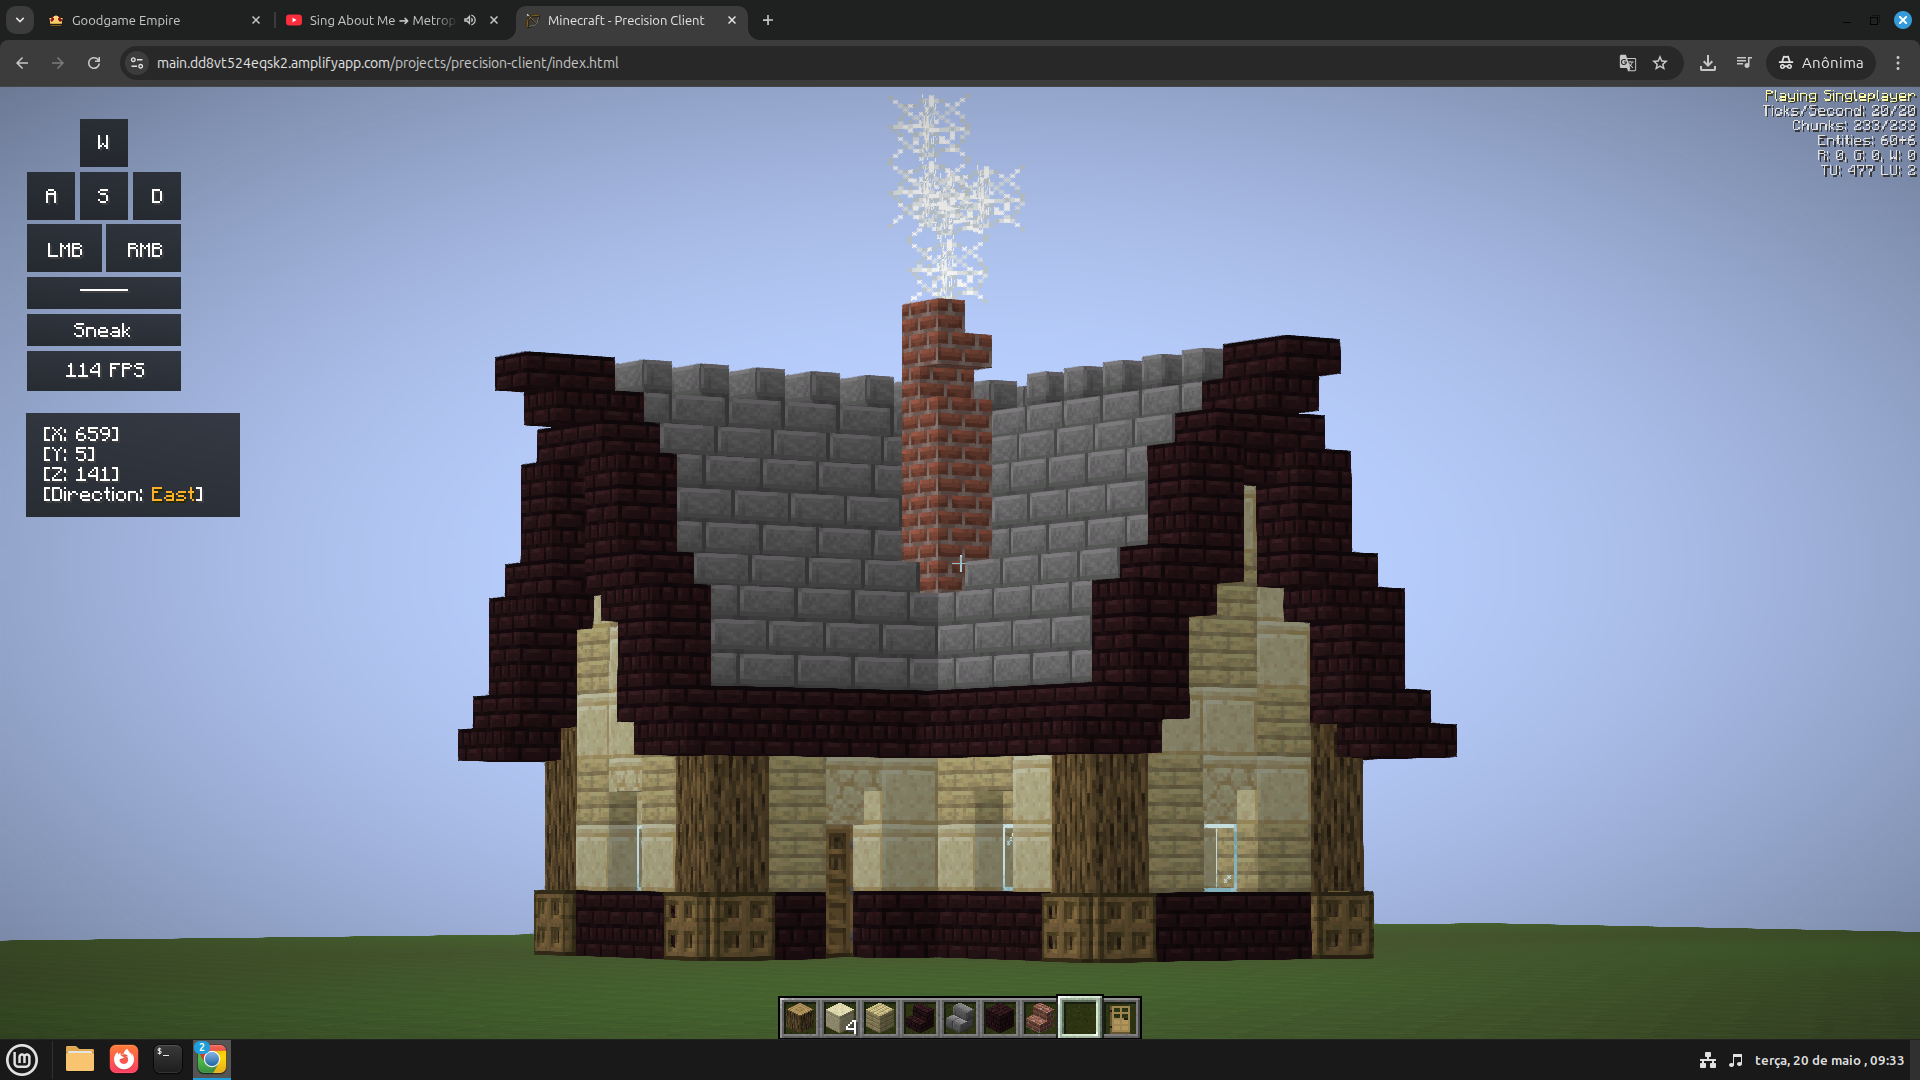 Goodgame Empire
Sing About Me ➜ Metrop
Minecraft - Precision Client
main.dd8vt524eqsk2.amplifyapp.com/projects/precision-client/index.html
Anônima
Playing Singleplayer
Ticks/Second: 20/20
Chunks: 233/233
Entities: 60+6
R: 0, G: 0, W: 0
TU: 477 LU: 2
W
A S D
LMB RMB
Sneak
114 FPS
[X: 659]
[Y: 5]
[Z: 141]
[Direction: East]
4
2
terça, 20 de maio , 09:33